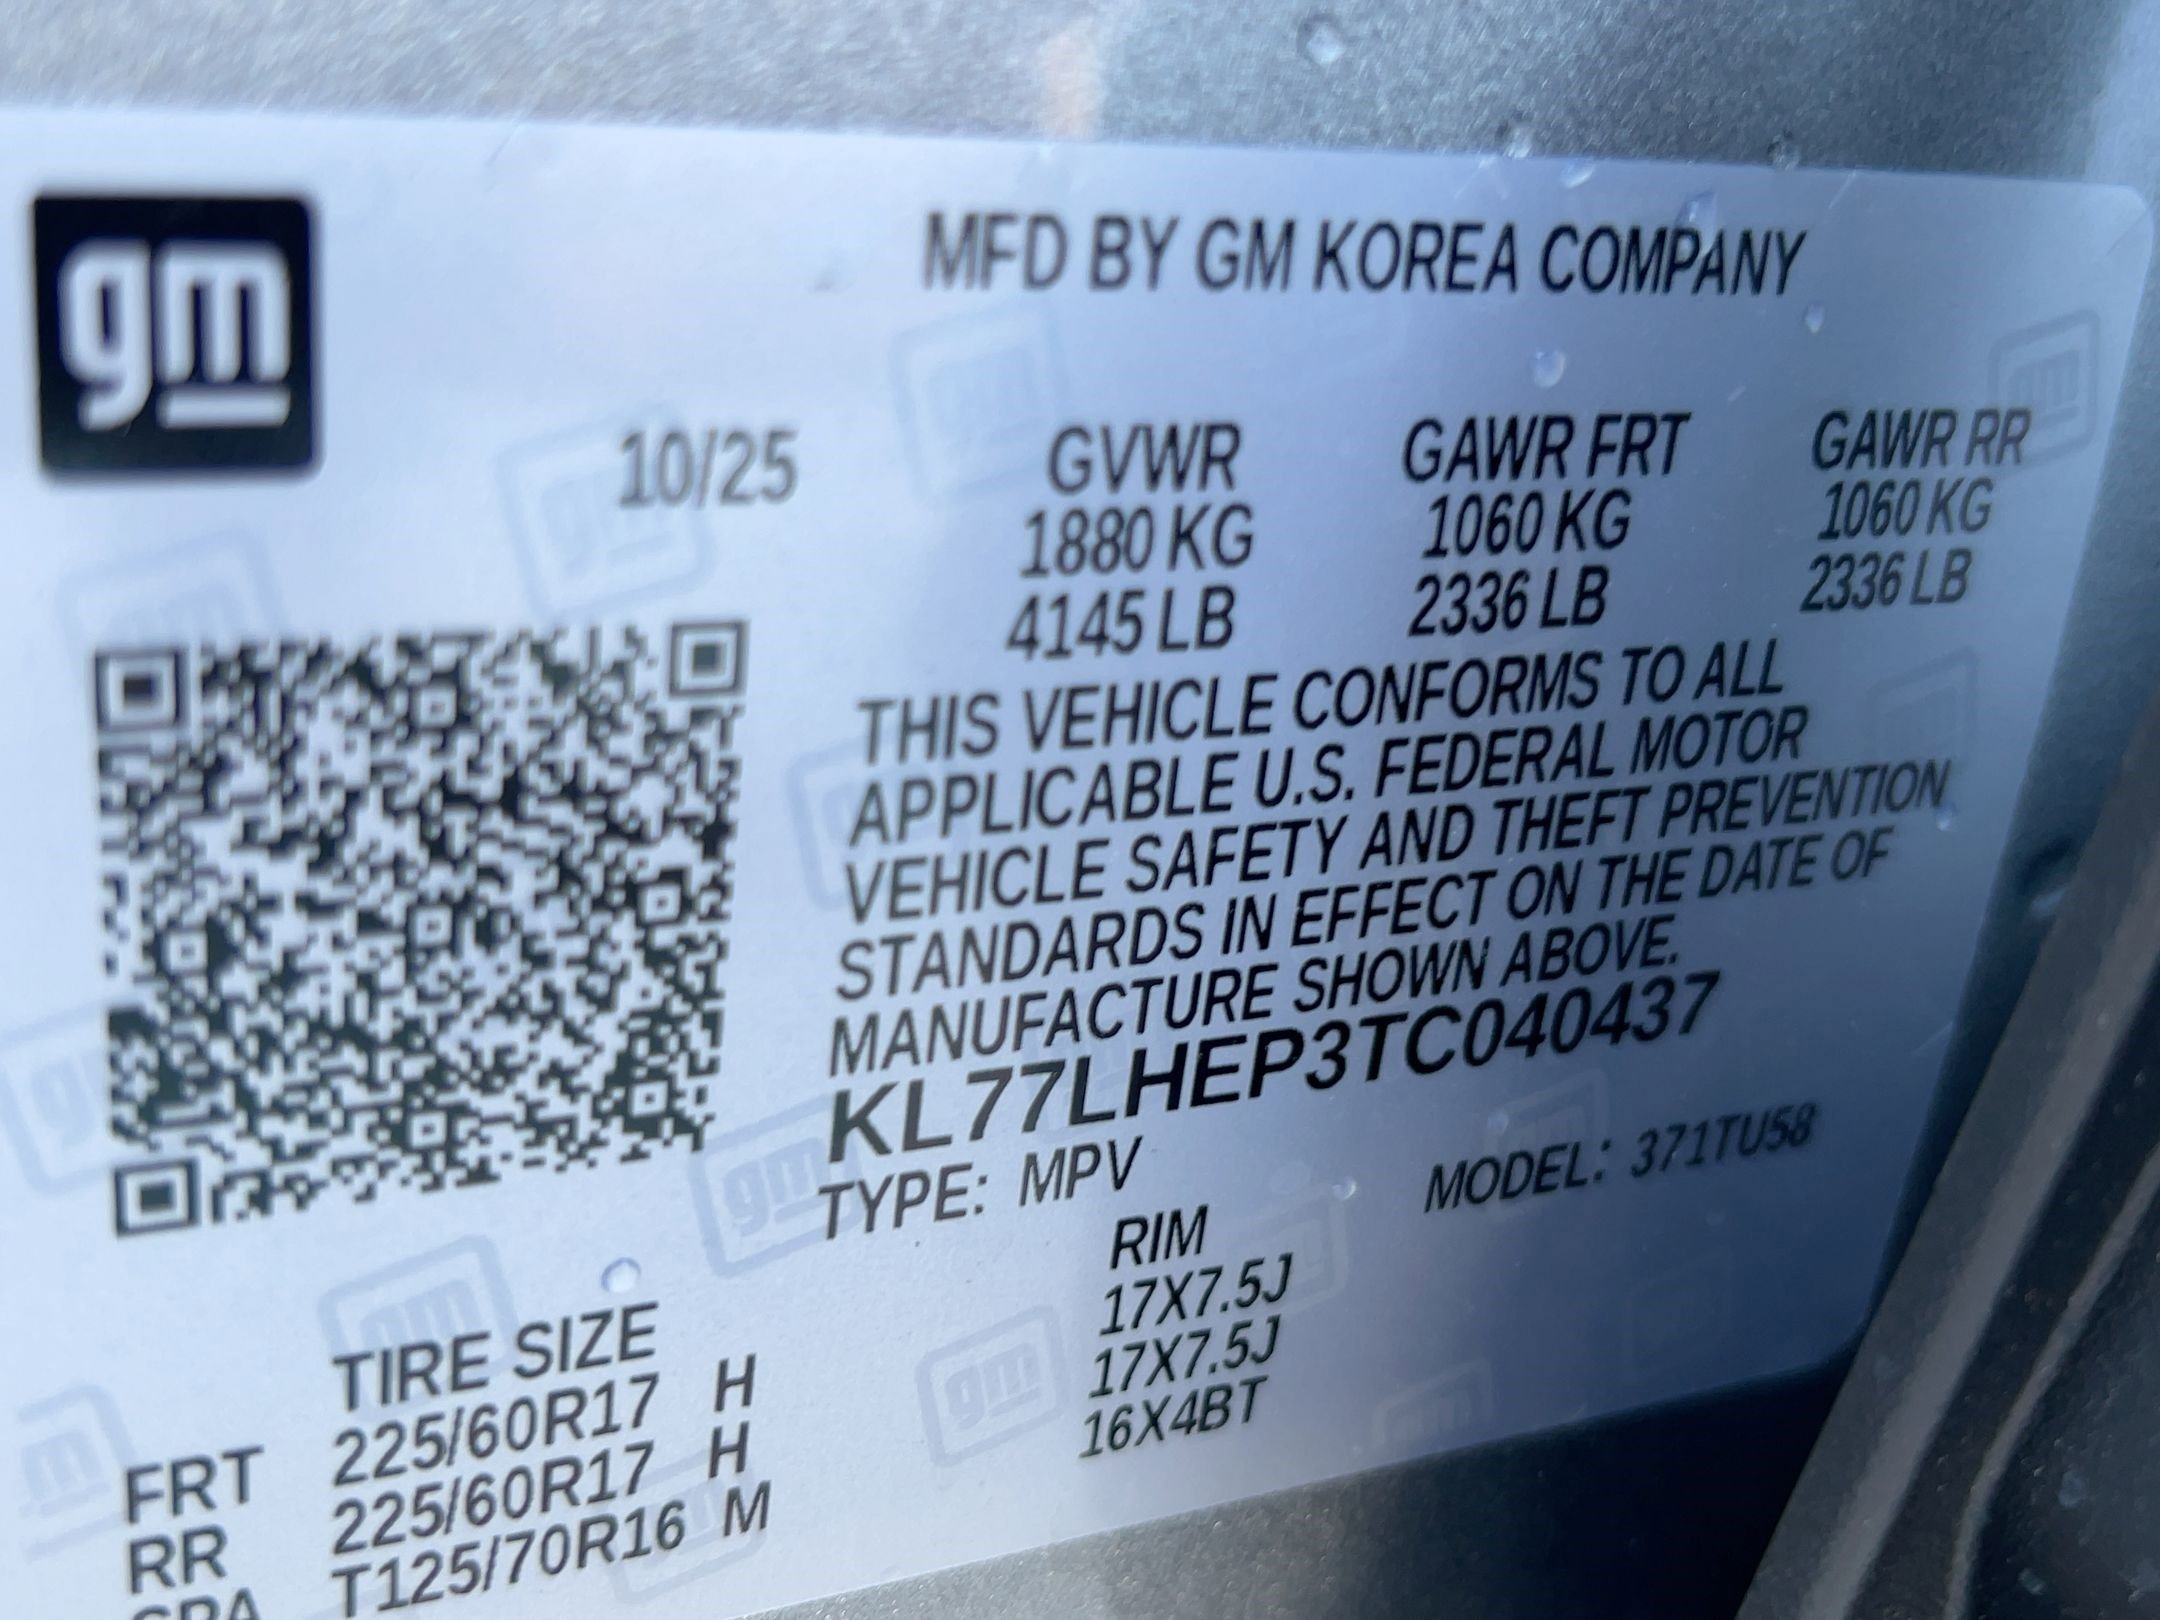 gm
MFD BY GM KOREA COMPANY
10/25
GVWR GAWR FRT GAWR RR
1880 KG 1060 KG 1060 KG
4145 LB 2336 LB 2336 LB
THIS VEHICLE CONFORMS TO ALL
APPLICABLE U.S. FEDERAL MOTOR
VEHICLE SAFETY AND THEFT PREVENTION
STANDARDS IN EFFECT ON THE DATE OF
MANUFACTURE SHOWN ABOVE.
KL77LHEP3TC040437
TYPE: MPV MODEL: 371TU58
TIRE SIZE RIM
FRT 225/60R17 H 17X7.5J
RR 225/60R17 H 17X7.5J
SPA T125/70R16 M 16X4BT